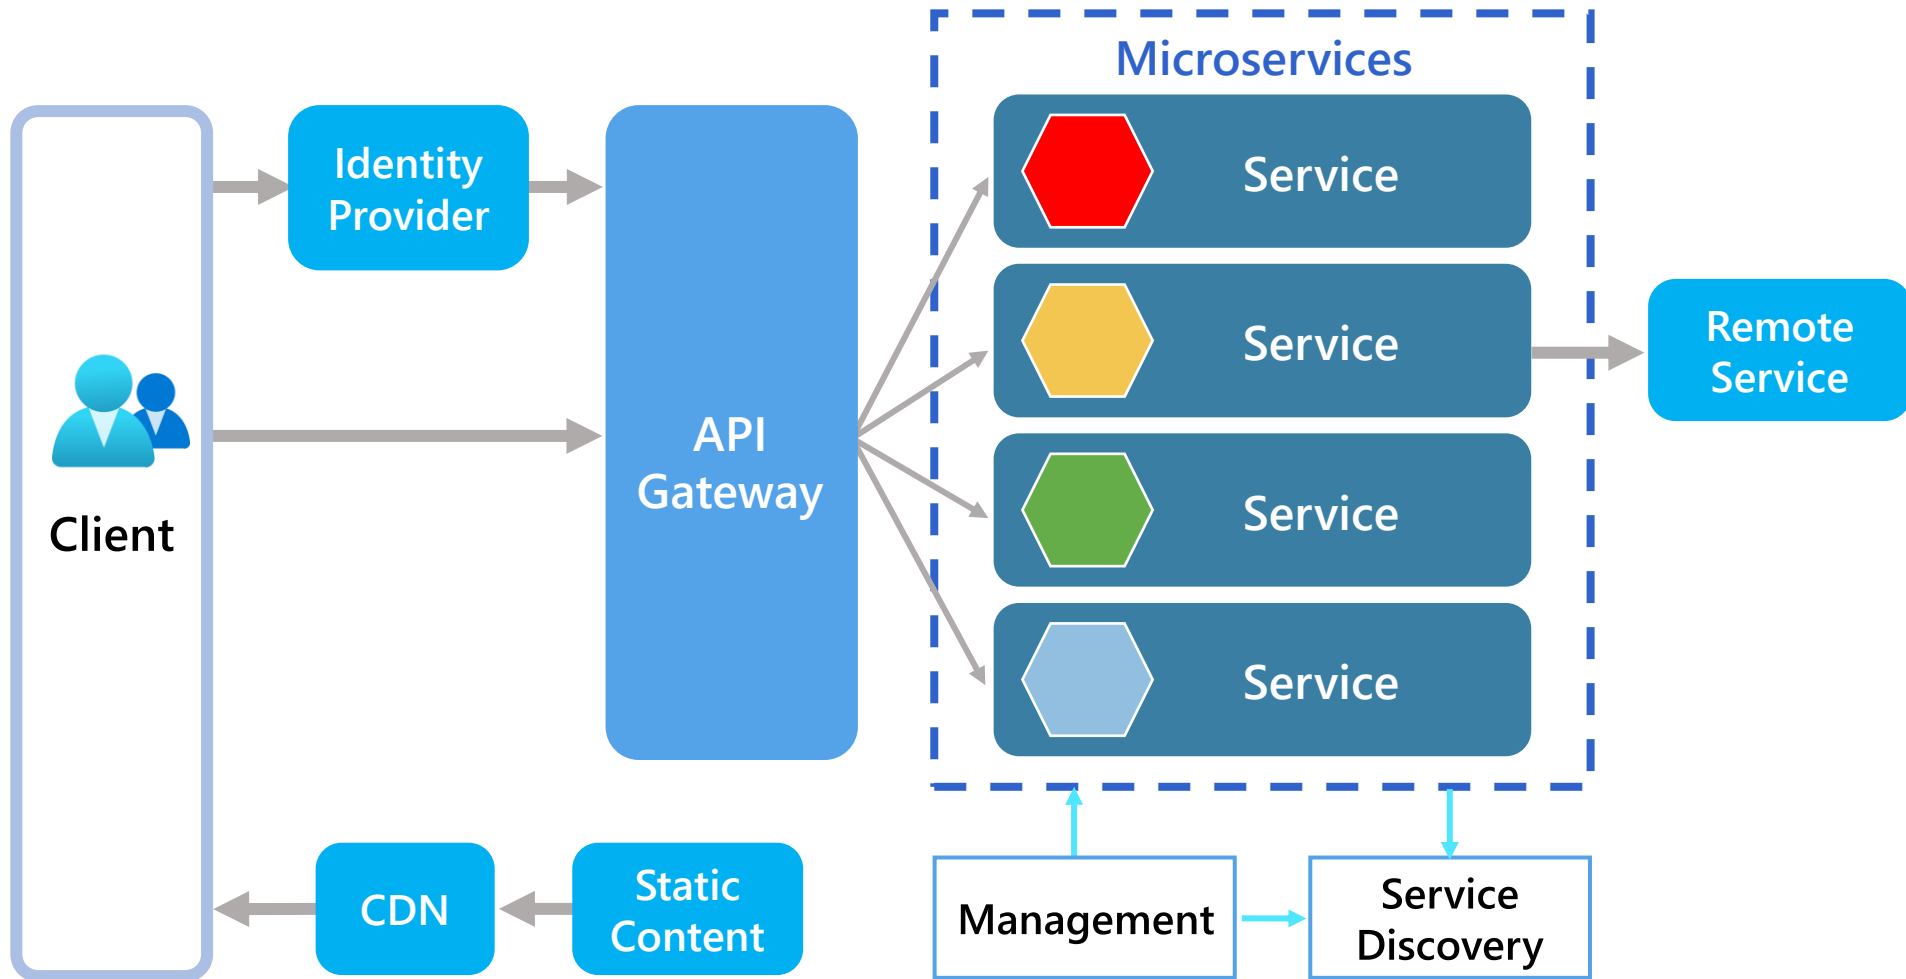 Microservices
Identity
Provider
Service
Service
Remote
Service
API
Gateway
Client
Service
Service
CDN
Static
Content
Management
Service
Discovery